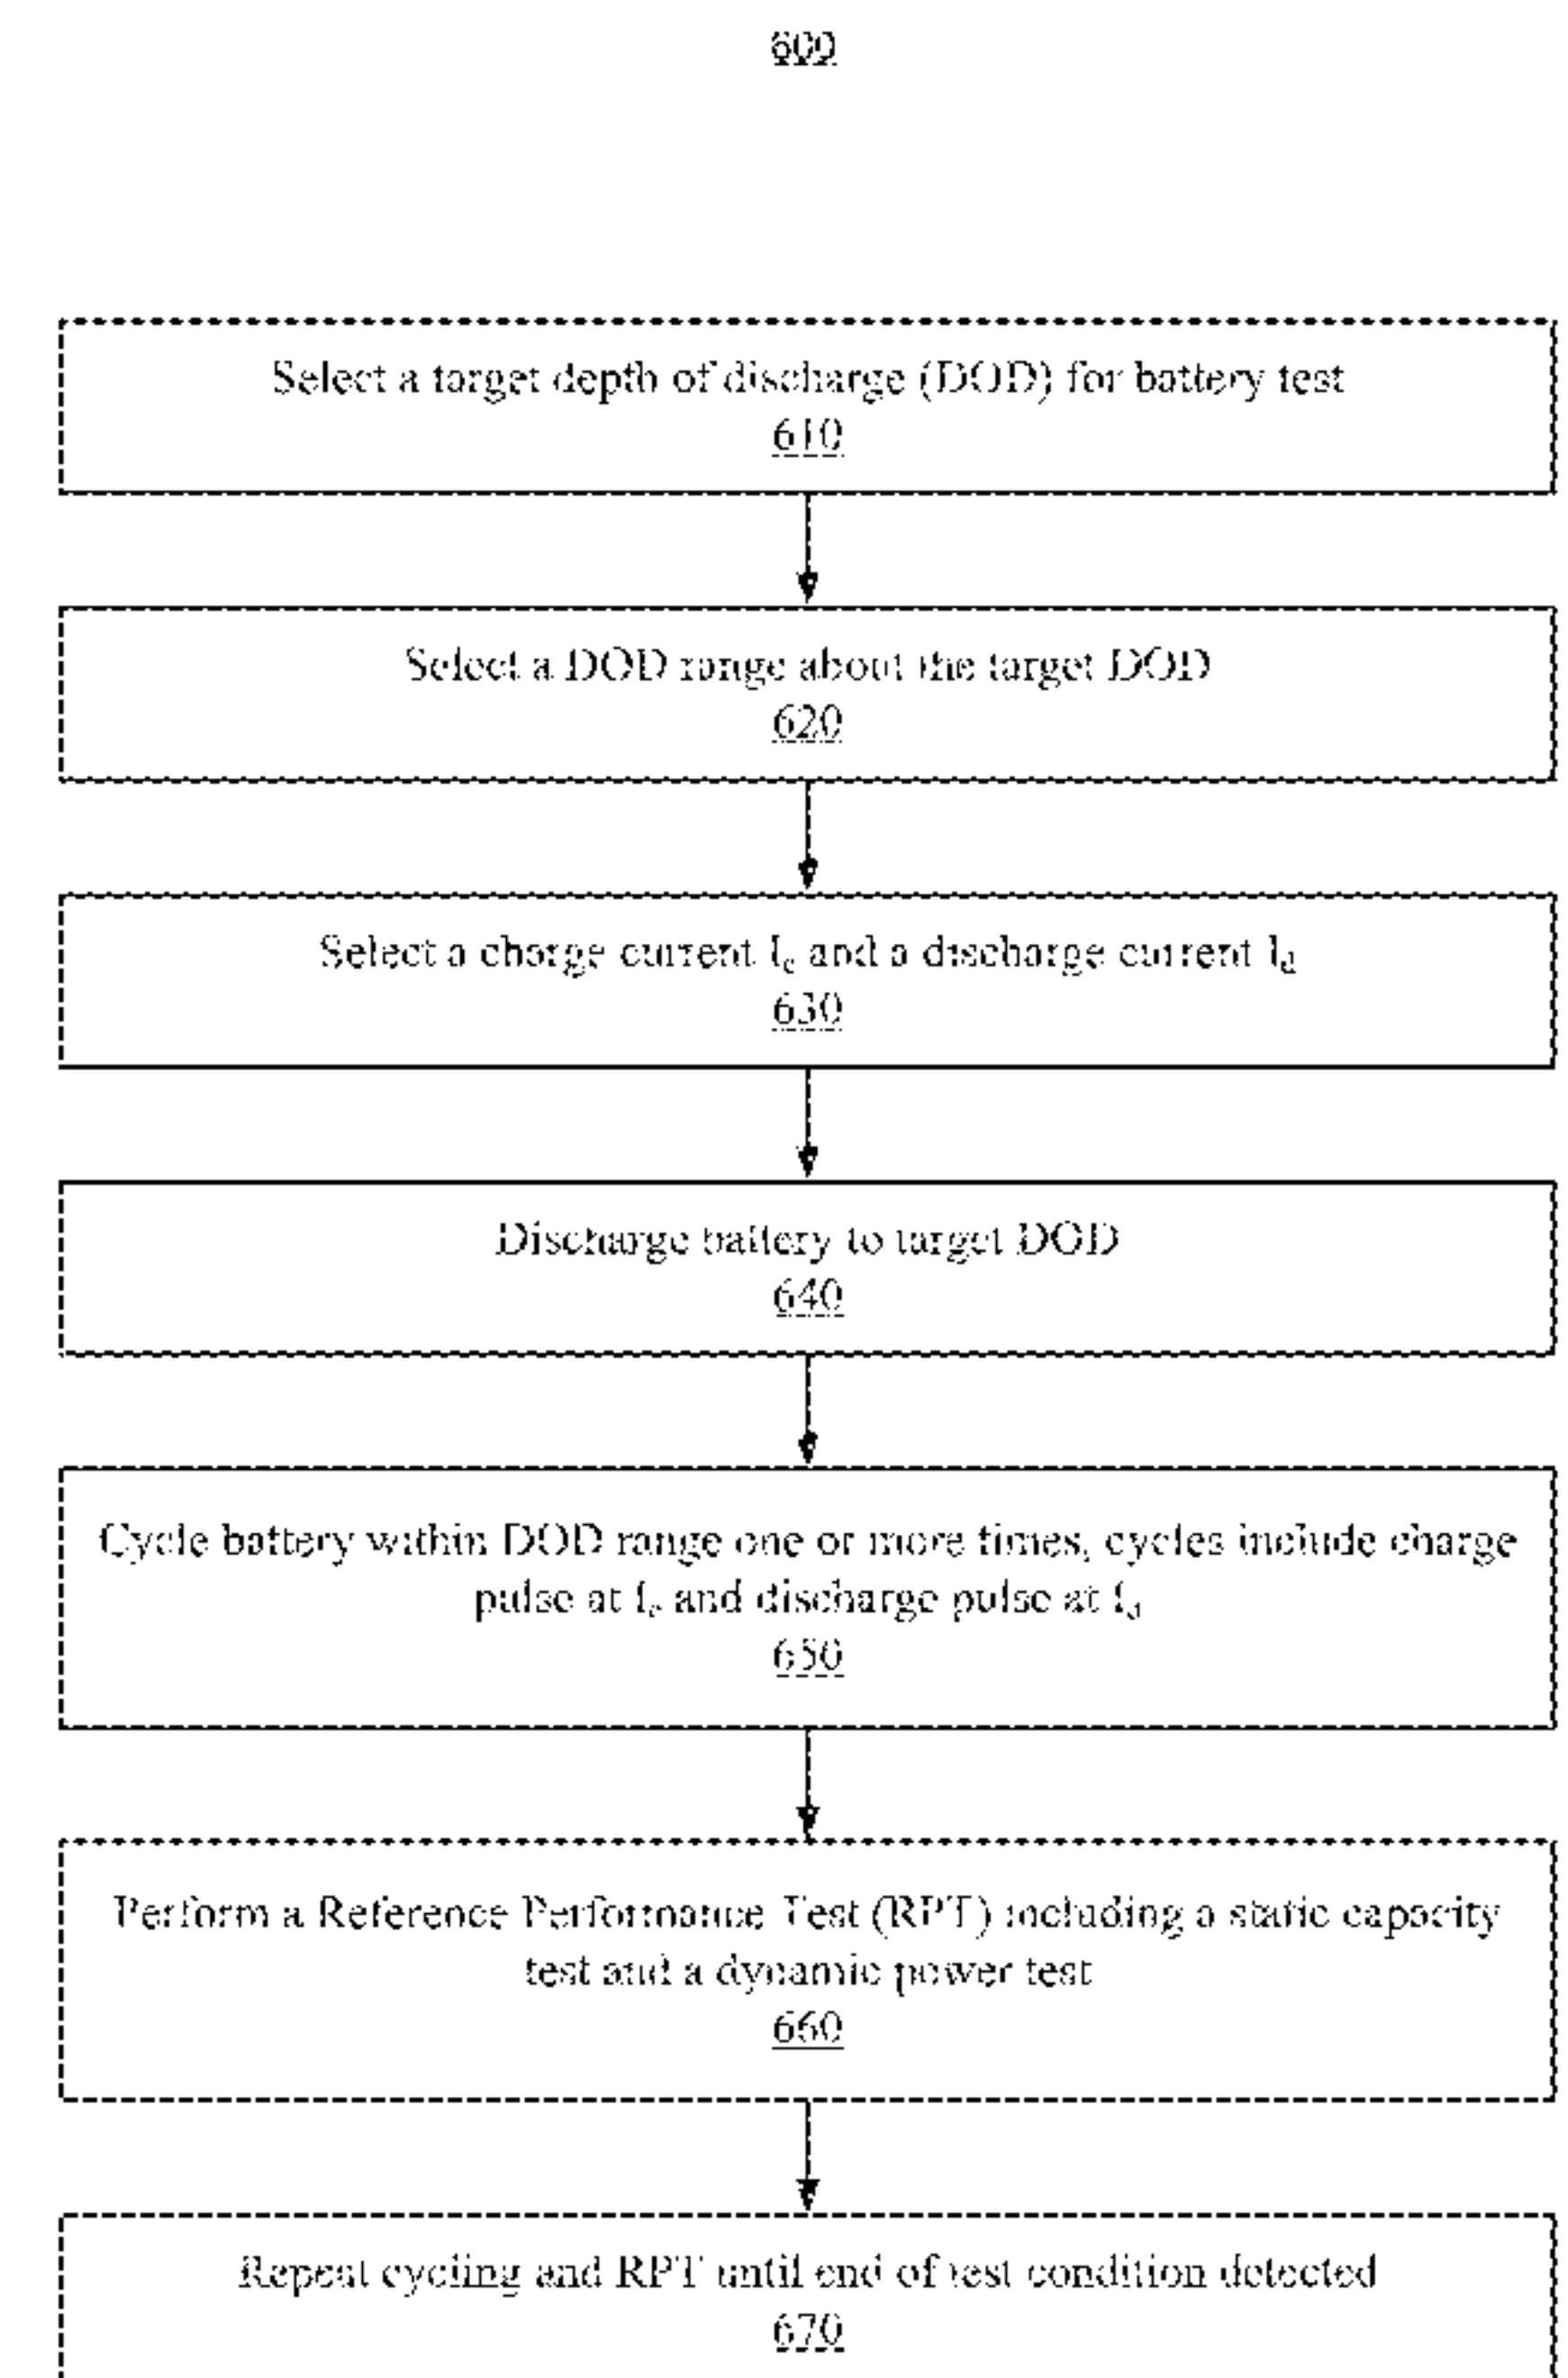 600
Select a target depth of discharge (DOD) for battery test
610
Select a DOD range about the target DOD
620
Select a charge current Ic and a discharge current Id
630
Discharge battery to target DOD
640
Cycle battery within DOD range one or more times, cycles include charge
pulse at Ic and discharge pulse at Id
650
Perform a Reference Performance Test (RPT) including a static capacity
test and a dynamic power test
660
Repeat cycling and RPT until end of test condition detected
670